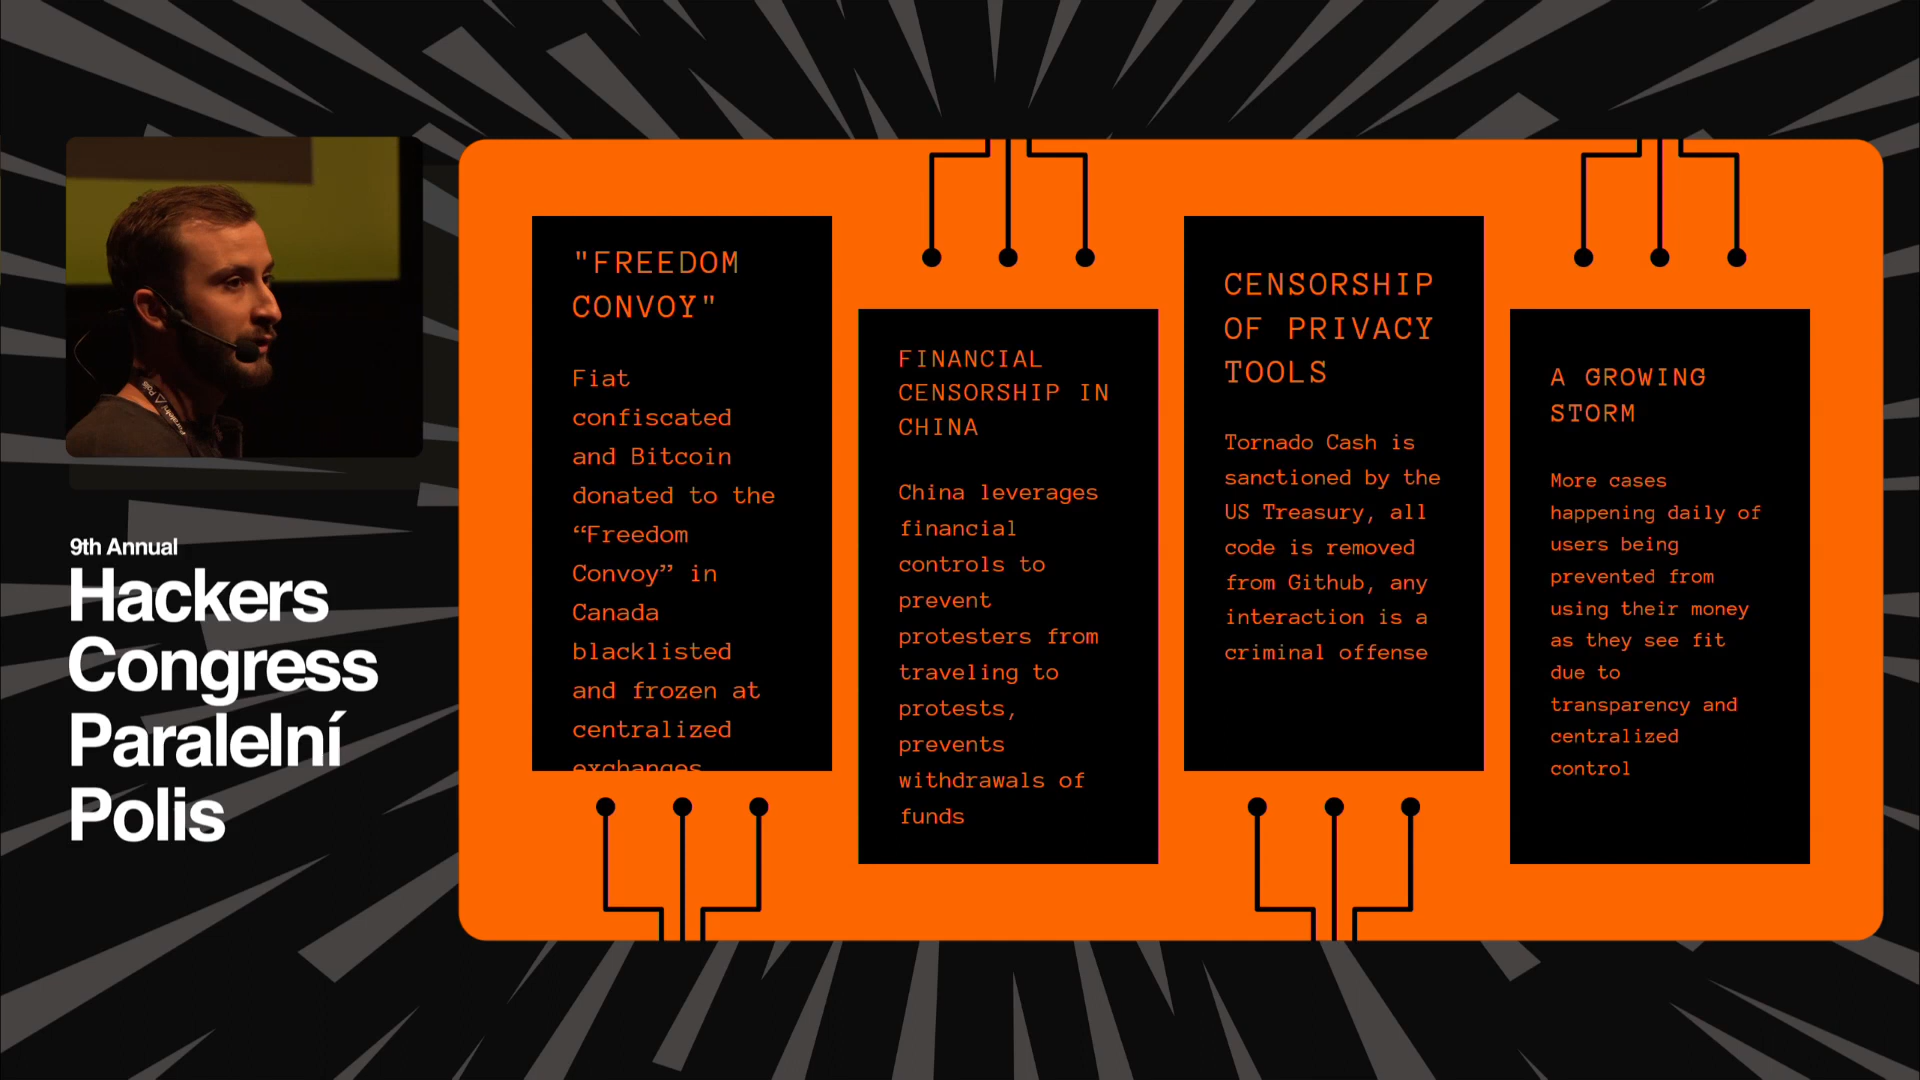 9th Annual
Hackers
Congress
Paralelní
Polis
"FREEDOM
CONVOY"
Fiat
confiscated
and Bitcoin
donated to the
“Freedom
Convoy” in
Canada
blacklisted
and frozen at
centralized
exchanges
FINANCIAL
CENSORSHIP IN
CHINA
China leverages
financial
controls to
prevent
protesters from
traveling to
protests,
prevents
withdrawals of
funds
CENSORSHIP
OF PRIVACY
TOOLS
Tornado Cash is
sanctioned by the
US Treasury, all
code is removed
from Github, any
interaction is a
criminal offense
A GROWING
STORM
More cases
happening daily of
users being
prevented from
using their money
as they see fit
due to
transparency and
centralized
control